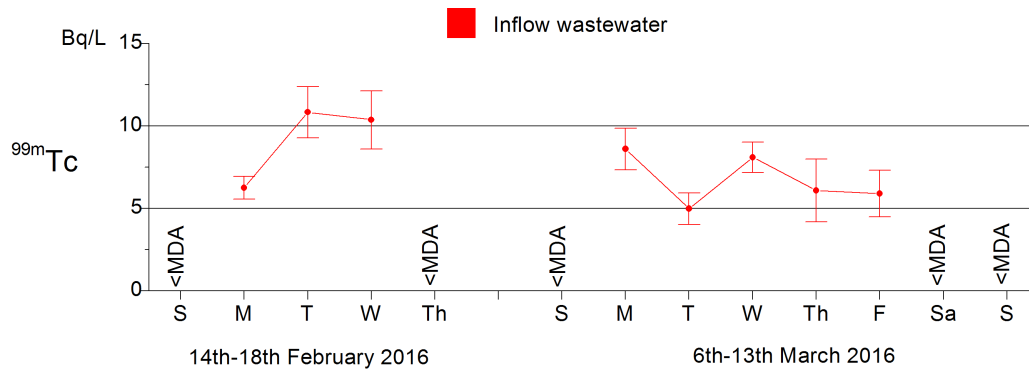 Inflow wastewater
Bq/L
15
10
99mTc
5
0
<MDA
<MDA
<MDA
<MDA
<MDA
S M T W Th S M T W Th F Sa S
14th-18th February 2016 6th-13th March 2016